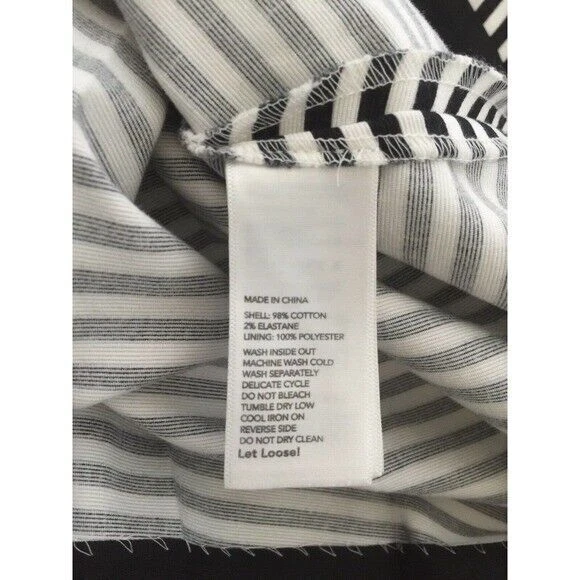 MADE IN CHINA
SHELL: 98% COTTON
2% ELASTANE
LINING: 100% POLYESTER
WASH INSIDE OUT
MACHINE WASH COLD
WASH SEPARATELY
DELICATE CYCLE
DO NOT BLEACH
TUMBLE DRY LOW
COOL IRON ON
REVERSE SIDE
DO NOT DRY CLEAN
Let Loose!